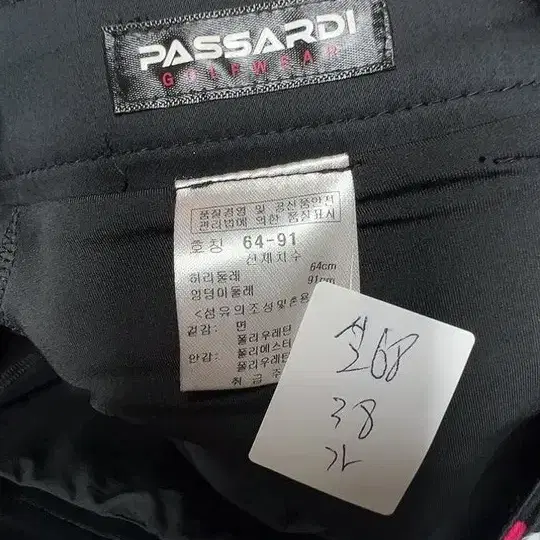 PASSARDI
GOLFWEAR
품질경영 및 공산품안전
관리법에 의한 품질표시
호칭 64-91
신체치수
허리둘레 64cm
엉덩이둘레 91cm
<섬유의 조성및혼용
겉감: 면
폴리우레탄
안감: 폴리에스테
폴리우레탄
취급주
실68
38
가